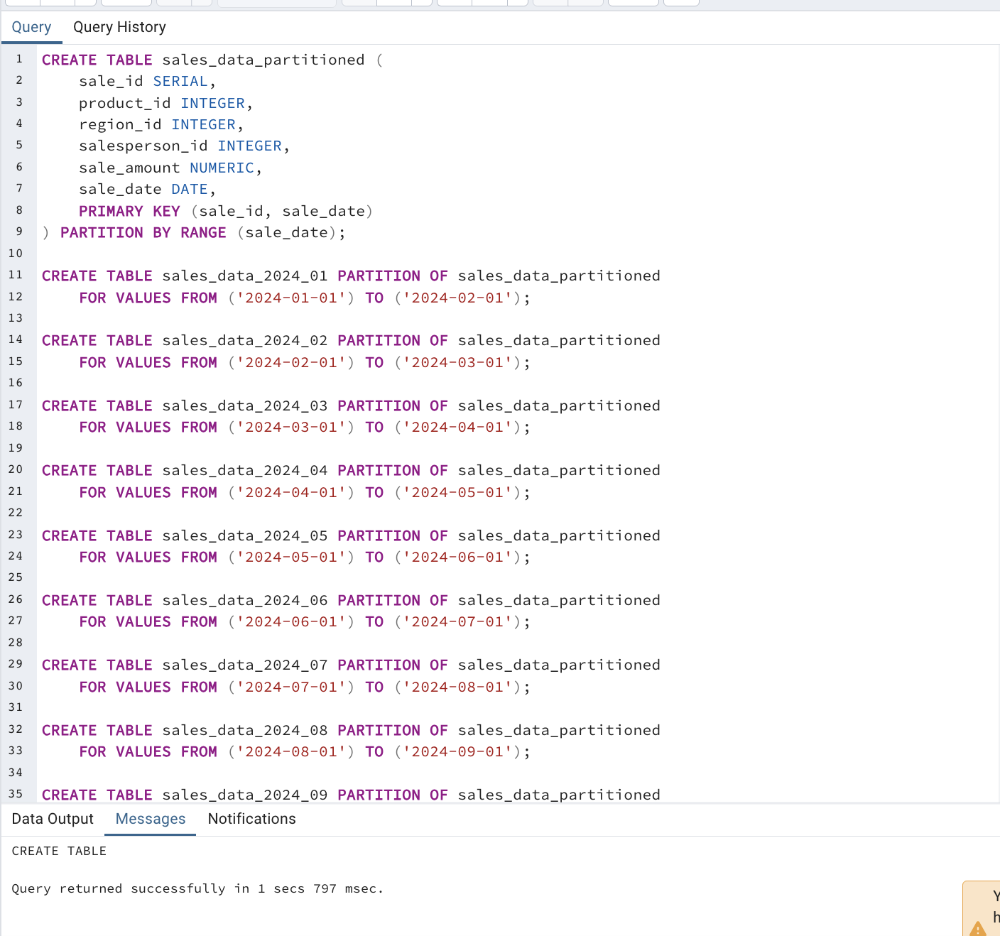 Query Query History
1 CREATE TABLE sales_data_partitioned (
2 sale_id SERIAL,
3 product_id INTEGER,
4 region_id INTEGER,
5 salesperson_id INTEGER,
6 sale_amount NUMERIC,
7 sale_date DATE,
8 PRIMARY KEY (sale_id, sale_date)
9 ) PARTITION BY RANGE (sale_date);
10
11 CREATE TABLE sales_data_2024_01 PARTITION OF sales_data_partitioned
12 FOR VALUES FROM ('2024-01-01') TO ('2024-02-01');
13
14 CREATE TABLE sales_data_2024_02 PARTITION OF sales_data_partitioned
15 FOR VALUES FROM ('2024-02-01') TO ('2024-03-01');
16
17 CREATE TABLE sales_data_2024_03 PARTITION OF sales_data_partitioned
18 FOR VALUES FROM ('2024-03-01') TO ('2024-04-01');
19
20 CREATE TABLE sales_data_2024_04 PARTITION OF sales_data_partitioned
21 FOR VALUES FROM ('2024-04-01') TO ('2024-05-01');
22
23 CREATE TABLE sales_data_2024_05 PARTITION OF sales_data_partitioned
24 FOR VALUES FROM ('2024-05-01') TO ('2024-06-01');
25
26 CREATE TABLE sales_data_2024_06 PARTITION OF sales_data_partitioned
27 FOR VALUES FROM ('2024-06-01') TO ('2024-07-01');
28
29 CREATE TABLE sales_data_2024_07 PARTITION OF sales_data_partitioned
30 FOR VALUES FROM ('2024-07-01') TO ('2024-08-01');
31
32 CREATE TABLE sales_data_2024_08 PARTITION OF sales_data_partitioned
33 FOR VALUES FROM ('2024-08-01') TO ('2024-09-01');
34
35 CREATE TABLE sales_data_2024_09 PARTITION OF sales_data_partitioned
Data Output Messages Notifications
CREATE TABLE
Query returned successfully in 1 secs 797 msec.